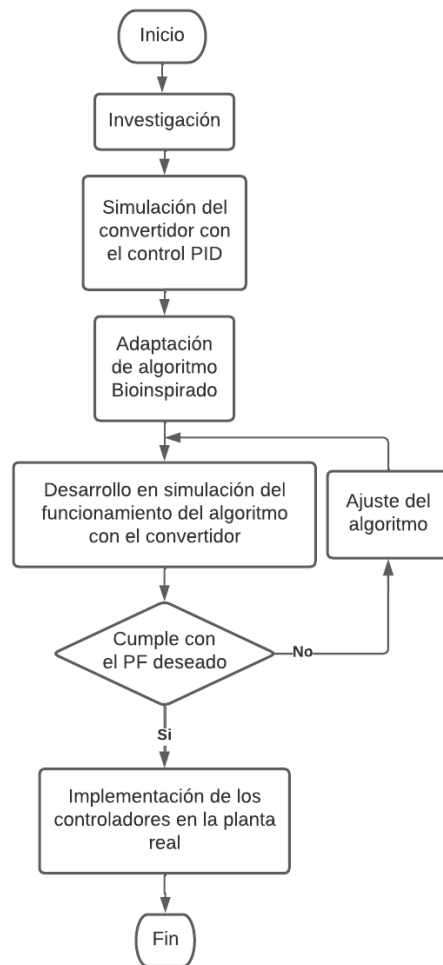 Inicio
Investigación
Simulación del
convertidor con
el control PID
Adaptación
de algoritmo
Bioinspirado
Desarrollo en simulación del
funcionamiento del algoritmo
con el convertidor
Ajuste del
algoritmo
Cumple con
el PF deseado
No
Si
Implementación de los
controladores en la planta
real
Fin